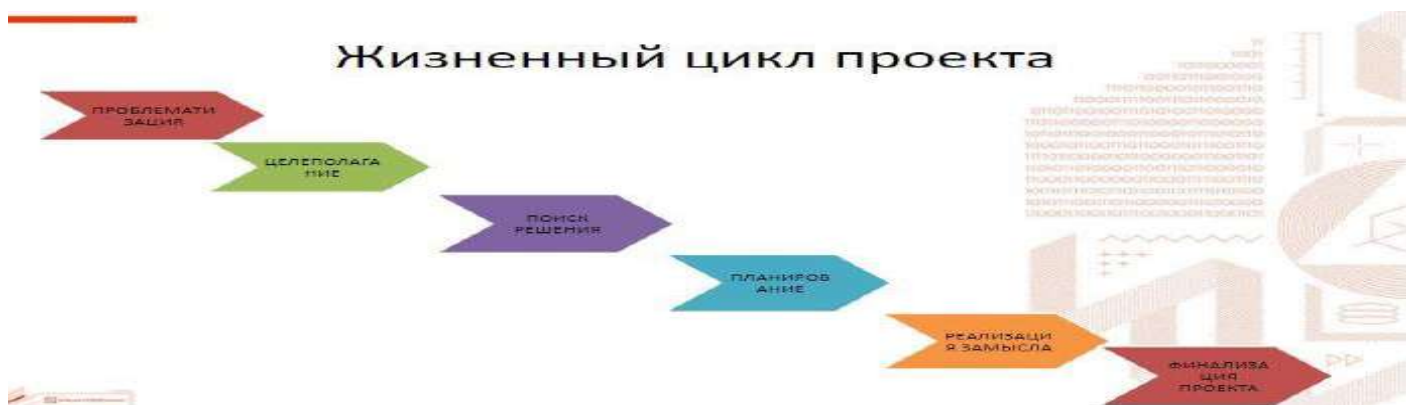 Жизненный цикл проекта
ПРОБЛЕМАТИ
ЗАЦИЯ
ЦЕЛЕПОЛАГА
НИЕ
ПОИСК
РЕШЕНИЯ
ПЛАНИРОВ
АНИЕ
РЕАЛИЗАЦИ
Я ЗАМЫСЛА
ФИНАЛИЗА
ЦИЯ
ПРОЕКТА